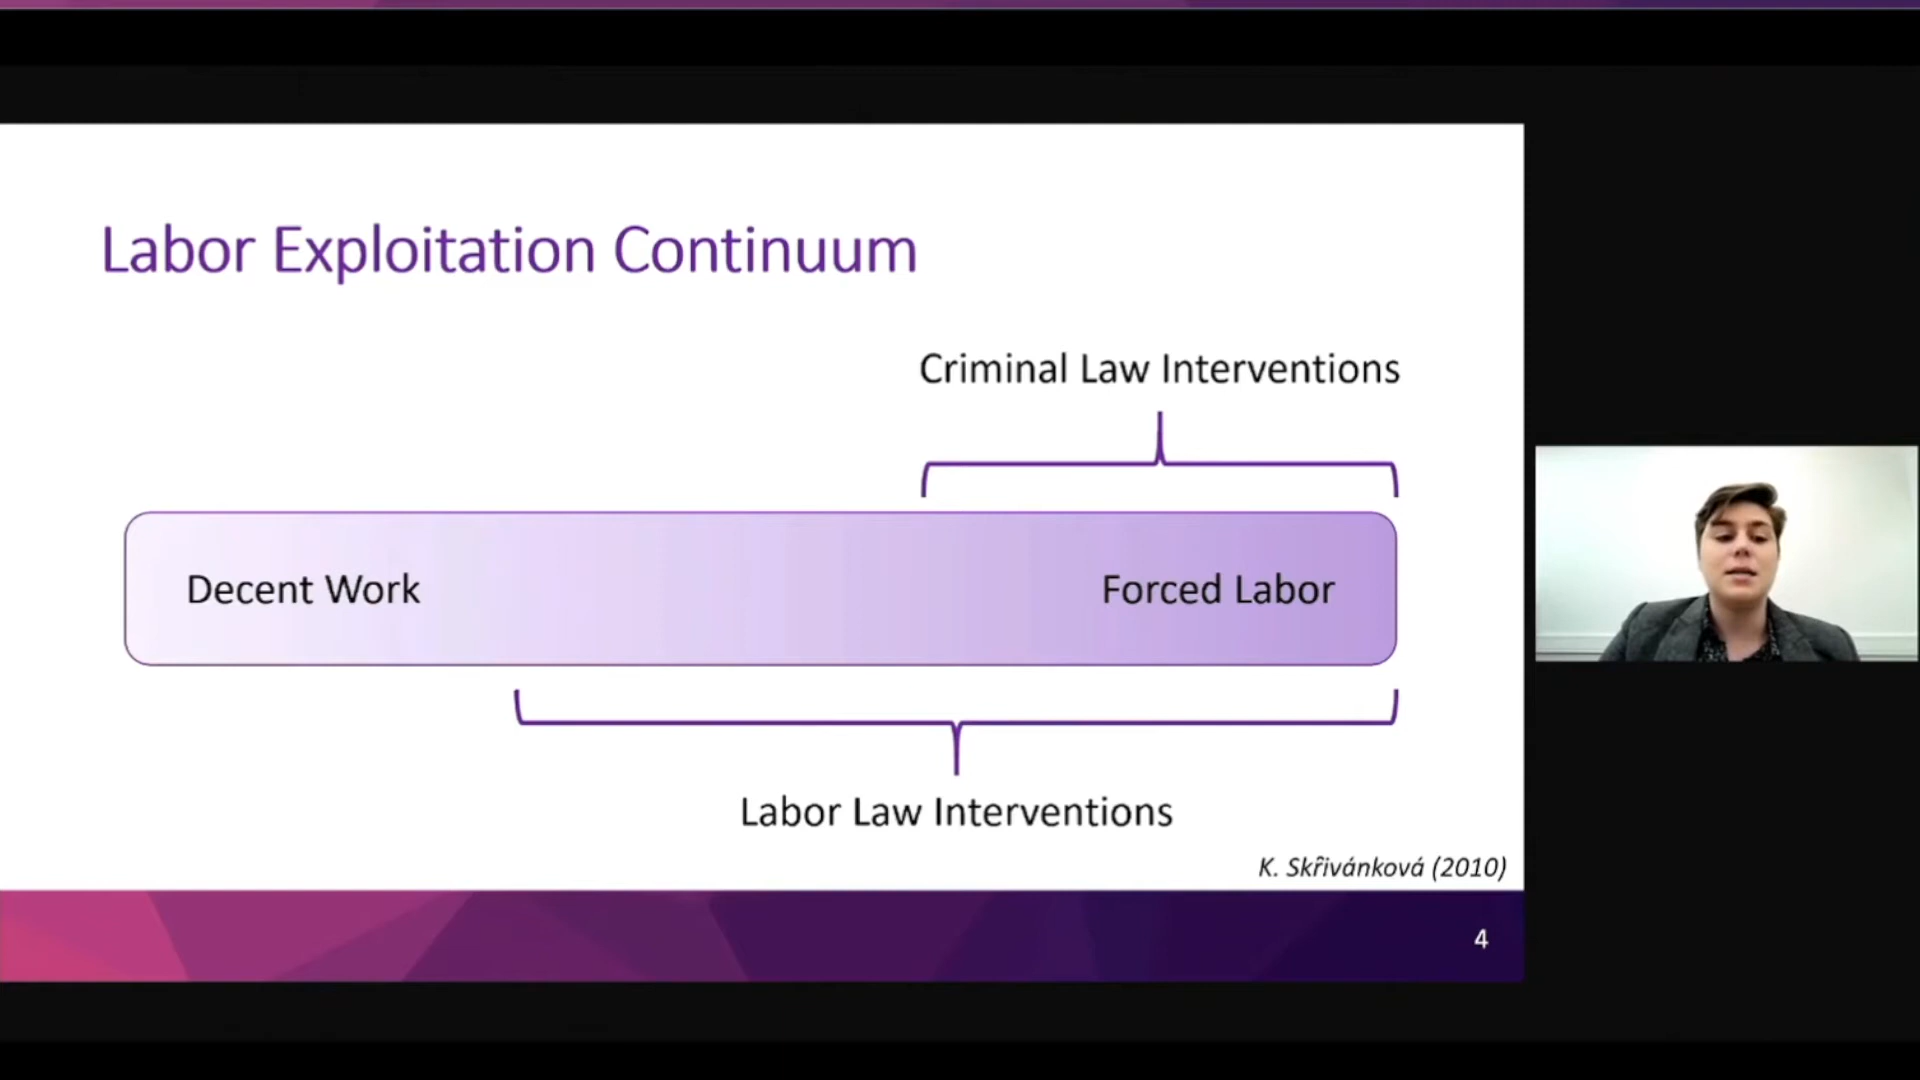 Labor Exploitation Continuum
Criminal Law Interventions
Decent Work
Forced Labor
Labor Law Interventions
K. Skřivánková (2010)
4